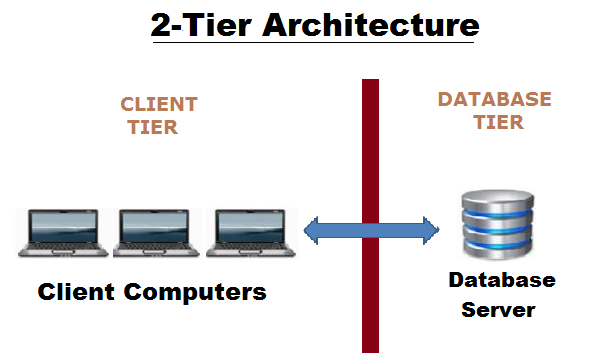 2-Tier Architecture
CLIENT
TIER
DATABASE
TIER
Client Computers
Database
Server